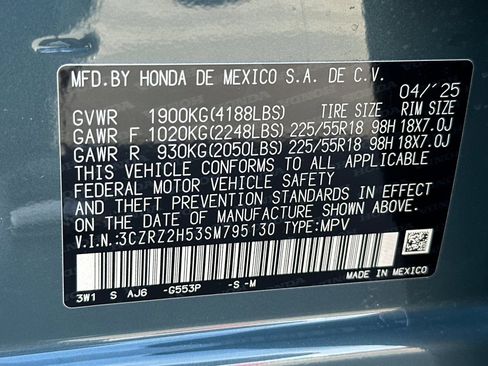 MFD. BY HONDA DE MEXICO S.A. DE C.V.
04/'25
GVWR 1900KG(4188LBS) TIRE SIZE RIM SIZE
GAWR F 1020KG(2248LBS) 225/55R18 98H 18X7.0J
GAWR R 930KG(2050LBS) 225/55R18 98H 18X7.0J
THIS VEHICLE CONFORMS TO ALL APPLICABLE
FEDERAL MOTOR VEHICLE SAFETY
AND THEFT PREVENTION STANDARDS IN
EFFECT ON THE DATE OF MANUFACTURE SHOWN ABOVE.
V.I.N.:3CZRZ2H53SM795130 TYPE:MPV
3W1 S AJ6 -G553P -S -M
MADE IN MEXICO